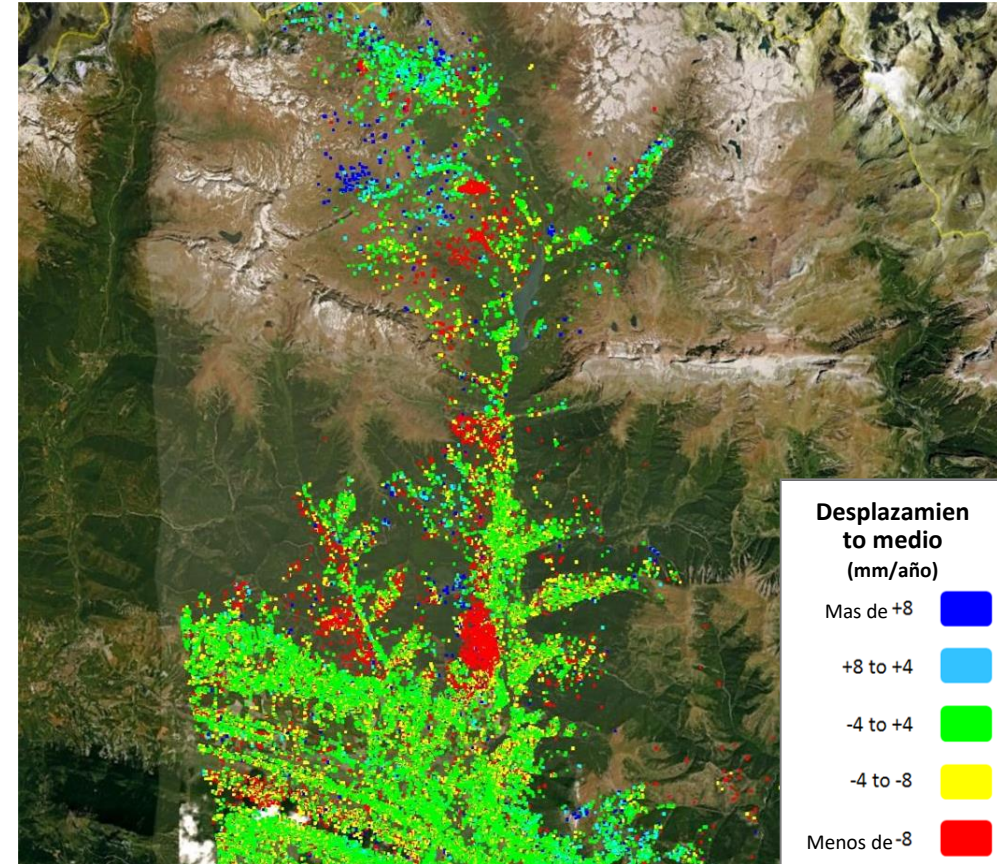 Desplazamien
to medio
(mm/año)
Mas de +8
+8 to +4
-4 to +4
-4 to -8
Menos de -8